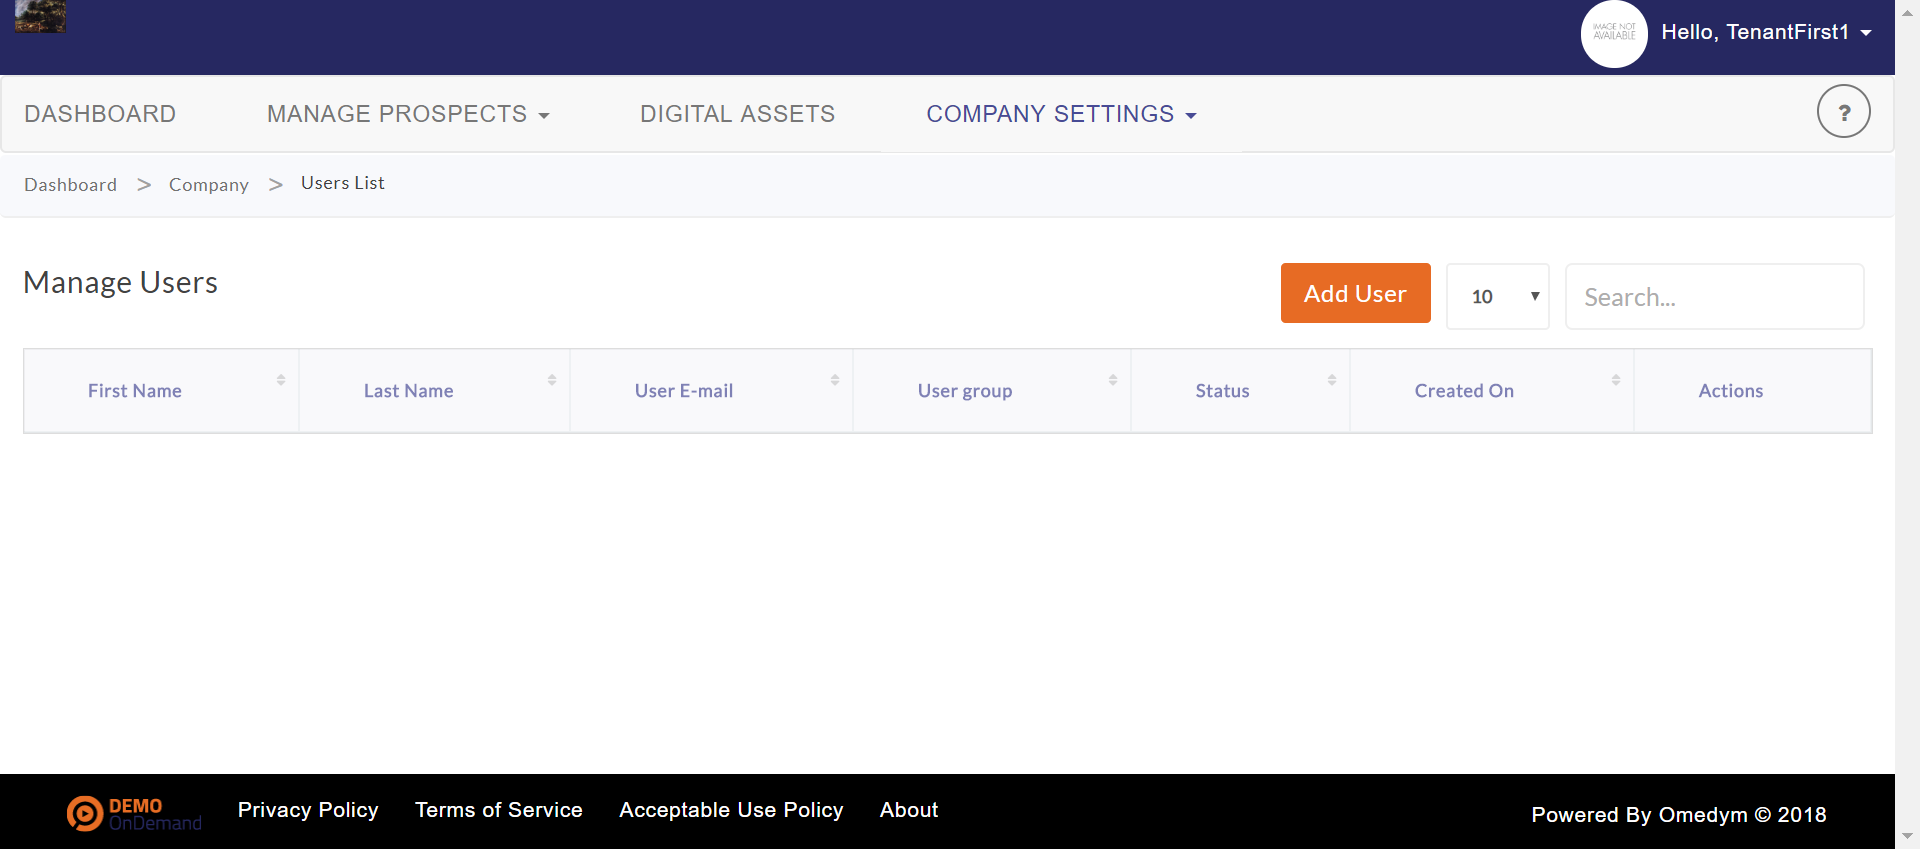 IMAGE NOT
AVAILABLE
Hello, TenantFirst1
DASHBOARD
MANAGE PROSPECTS
DIGITAL ASSETS
COMPANY SETTINGS
?
Dashboard > Company > Users List
Manage Users
Add User
10
Search...
First Name
Last Name
User E-mail
User group
Status
Created On
Actions
DEMO
OnDemand
Privacy Policy
Terms of Service
Acceptable Use Policy
About
Powered By Omedym © 2018